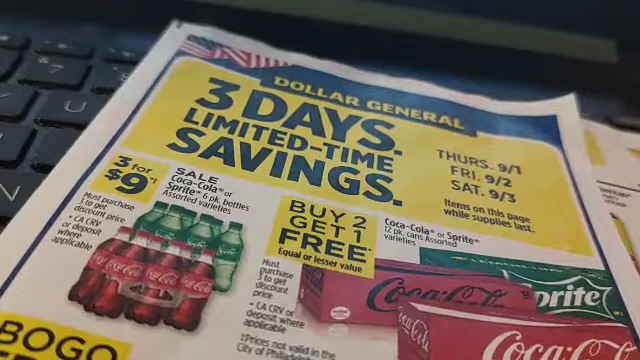 DOLLAR GENERAL
3 DAYS.
LIMITED-TIME
SAVINGS.
THURS. 9/1
FRI. 9/2
SAT. 9/3
Items on this page
while supplies last.
3 for
$9
Must purchase
3 to get
discount price
• CA CRV
or deposit
where
applicable
SALE
Coca-Cola® or
Sprite® 6 pk. bottles
Assorted varieties
BUY 2
GET 1
FREE
Equal or lesser value
Coca-Cola® or Sprite®
12 pk. cans Assorted
varieties
Must
purchase
3 to get
discount
price
• CA CRV or
deposit where
applicable
‡Prices not valid in the
City of
BOGO
Coca-Cola
Sprite
Coca-Cola
Coca-Cola
7
U
N